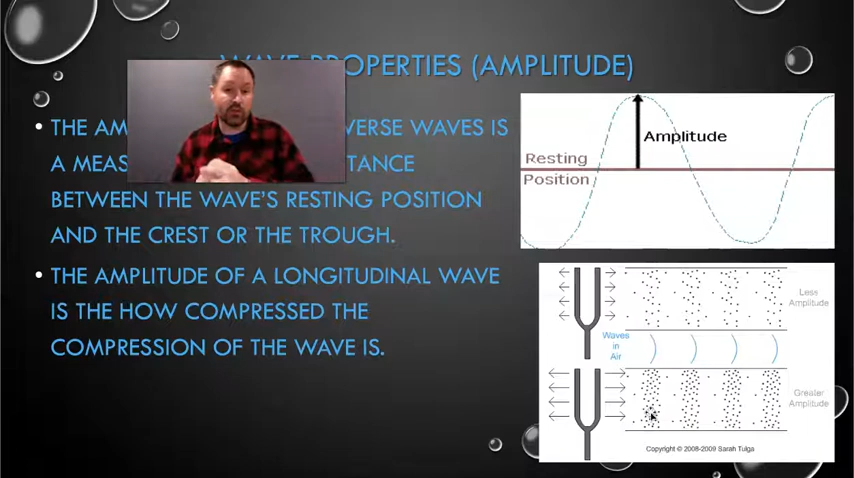 PROPERTIES (AMPLITUDE)
• THE AM VERSE WAVES IS
A MEAS TANCE
BETWEEN THE WAVE'S RESTING POSITION
AND THE CREST OR THE TROUGH.
• THE AMPLITUDE OF A LONGITUDINAL WAVE
IS THE HOW COMPRESSED THE
COMPRESSION OF THE WAVE IS.
Amplitude
Resting
Position
Less
Amplitude
Waves
in
Air
Greater
Amplitude
Copyright © 2008-2009 Sarah Tulga